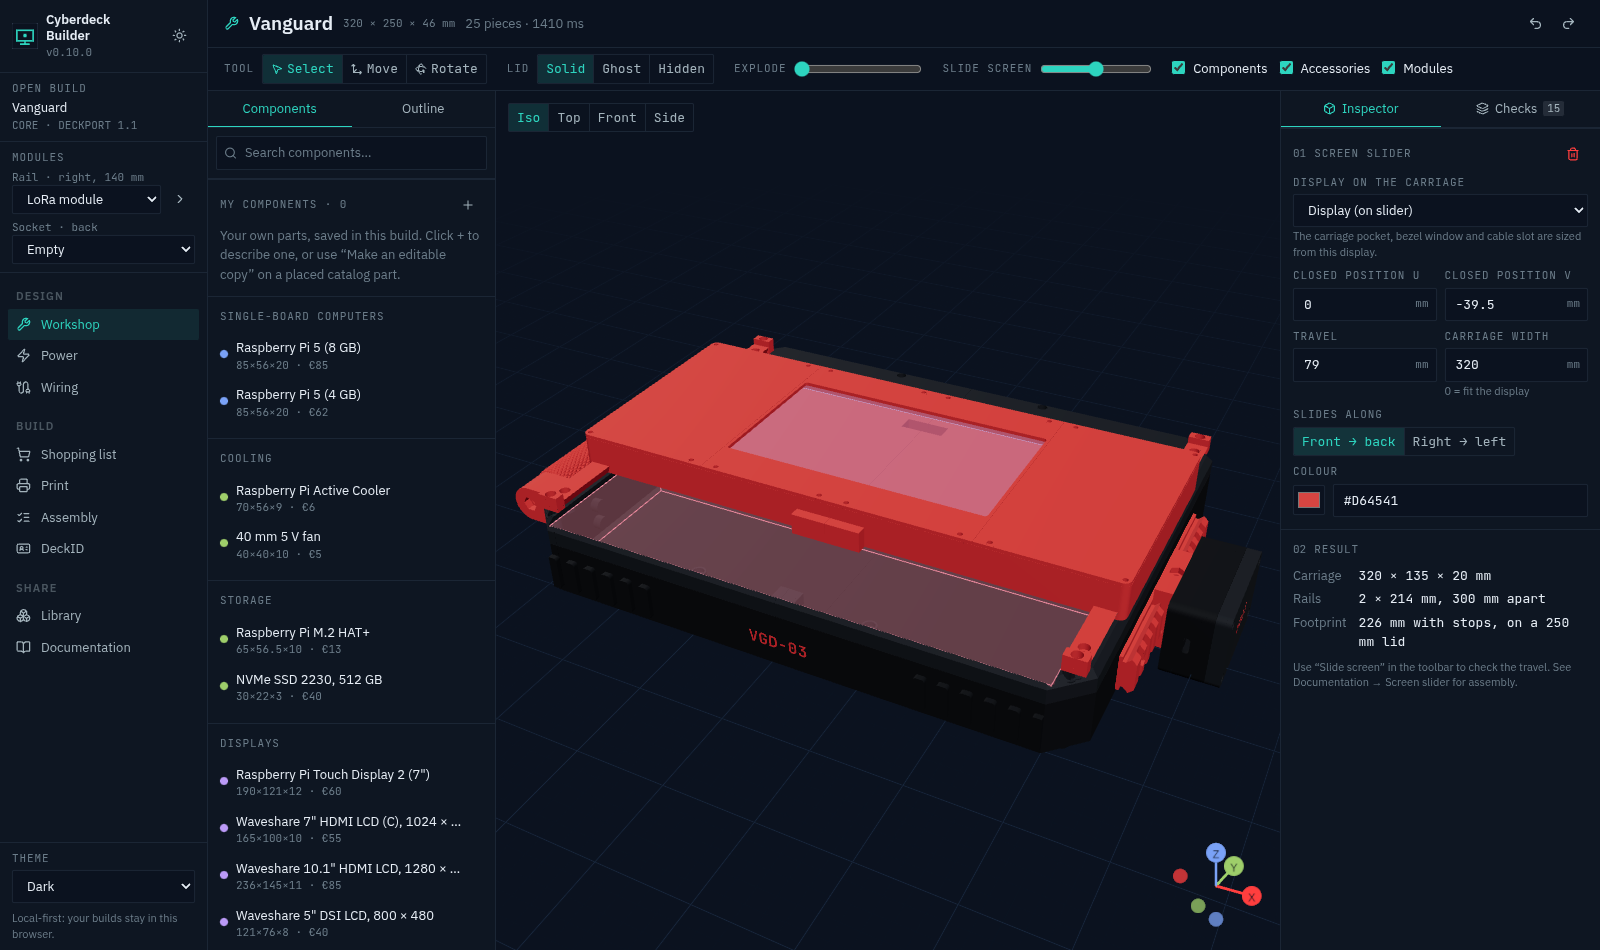 Cyberdeck
Builder
v0.10.0
OPEN BUILD
Vanguard
CORE · DECKPORT 1.1
MODULES
Rail · right, 140 mm
LoRa module
Socket · back
Empty
DESIGN
Workshop
Power
Wiring
BUILD
Shopping list
Print
Assembly
DeckID
SHARE
Library
Documentation
THEME
Dark
Local-first: your builds stay in this
browser.
Vanguard 320 × 250 × 46 mm 25 pieces · 1410 ms
TOOL Select Move Rotate LID Solid Ghost Hidden EXPLODE SLIDE SCREEN Components Accessories Modules
Components Outline
Search components...
MY COMPONENTS · 0
Your own parts, saved in this build. Click + to
describe one, or use “Make an editable
copy” on a placed catalog part.
SINGLE-BOARD COMPUTERS
Raspberry Pi 5 (8 GB)
85×56×20 · €85
Raspberry Pi 5 (4 GB)
85×56×20 · €62
COOLING
Raspberry Pi Active Cooler
70×56×9 · €6
40 mm 5 V fan
40×40×10 · €5
STORAGE
Raspberry Pi M.2 HAT+
65×56.5×10 · €13
NVMe SSD 2230, 512 GB
30×22×3 · €40
DISPLAYS
Raspberry Pi Touch Display 2 (7")
190×121×12 · €60
Waveshare 7" HDMI LCD (C), 1024 × ...
165×100×10 · €55
Waveshare 10.1" HDMI LCD, 1280 × ...
236×145×11 · €85
Waveshare 5" DSI LCD, 800 × 480
121×76×8 · €40
Iso Top Front Side
VGD-03
Z
Y
X
Inspector Checks 15
01 SCREEN SLIDER
DISPLAY ON THE CARRIAGE
Display (on slider)
The carriage pocket, bezel window and cable slot are sized
from this display.
CLOSED POSITION U CLOSED POSITION V
0 mm -39.5 mm
TRAVEL CARRIAGE WIDTH
79 mm 320 mm
0 = fit the display
SLIDES ALONG
Front → back Right → left
COLOUR
#D64541
02 RESULT
Carriage 320 × 135 × 20 mm
Rails 2 × 214 mm, 300 mm apart
Footprint 226 mm with stops, on a 250
mm lid
Use “Slide screen” in the toolbar to check the travel. See
Documentation → Screen slider for assembly.